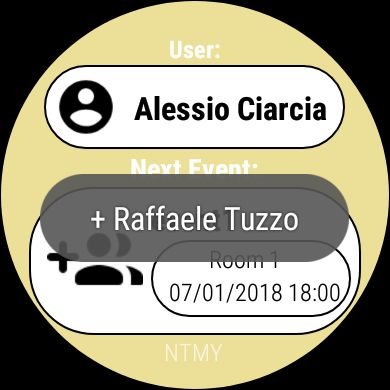 User:
Alessio Ciarcia
Next Event:
+ Raffaele Tuzzo
Room 1
07/01/2018 18:00
NTMY